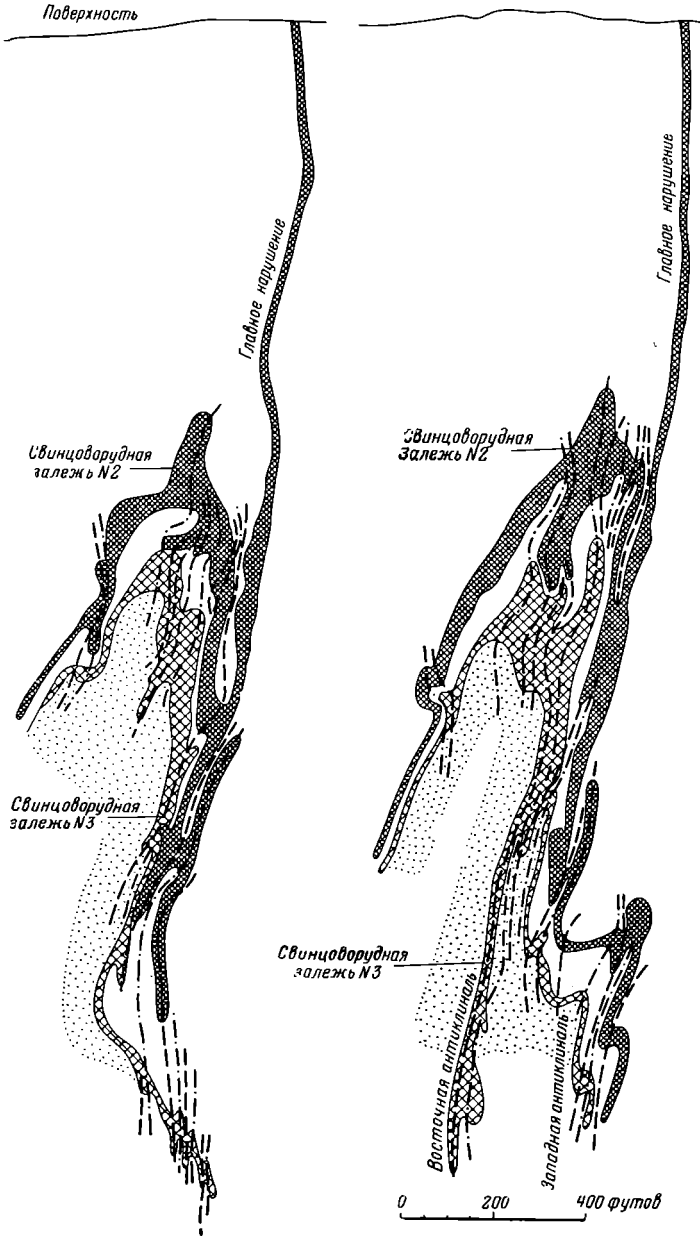 Поверхность
Главное нарушение
Главное нарушение
Свинцоворудная
залежь N2
Свинцоворудная
Залежь N2
Свинцоворудная
залежь N3
Свинцоворудная
залежь N3
Восточная антиклиналь
Западная антиклиналь
0 200 400 футов